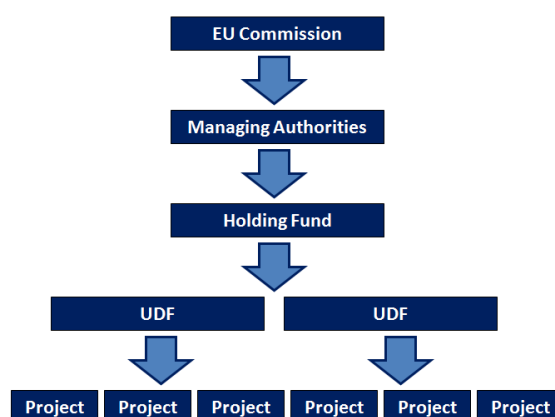 EU Commission
Managing Authorities
Holding Fund
UDF
UDF
Project
Project
Project
Project
Project
Project